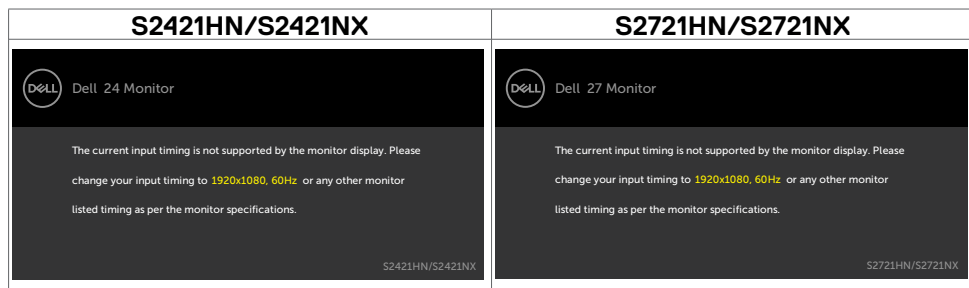 S2421HN/S2421NX
S2721HN/S2721NX
DELL
Dell 24 Monitor
The current input timing is not supported by the monitor display. Please
change your input timing to 1920x1080, 60Hz or any other monitor
listed timing as per the monitor specifications.
S2421HN/S2421NX
DELL
Dell 27 Monitor
The current input timing is not supported by the monitor display. Please
change your input timing to 1920x1080, 60Hz or any other monitor
listed timing as per the monitor specifications.
S2721HN/S2721NX